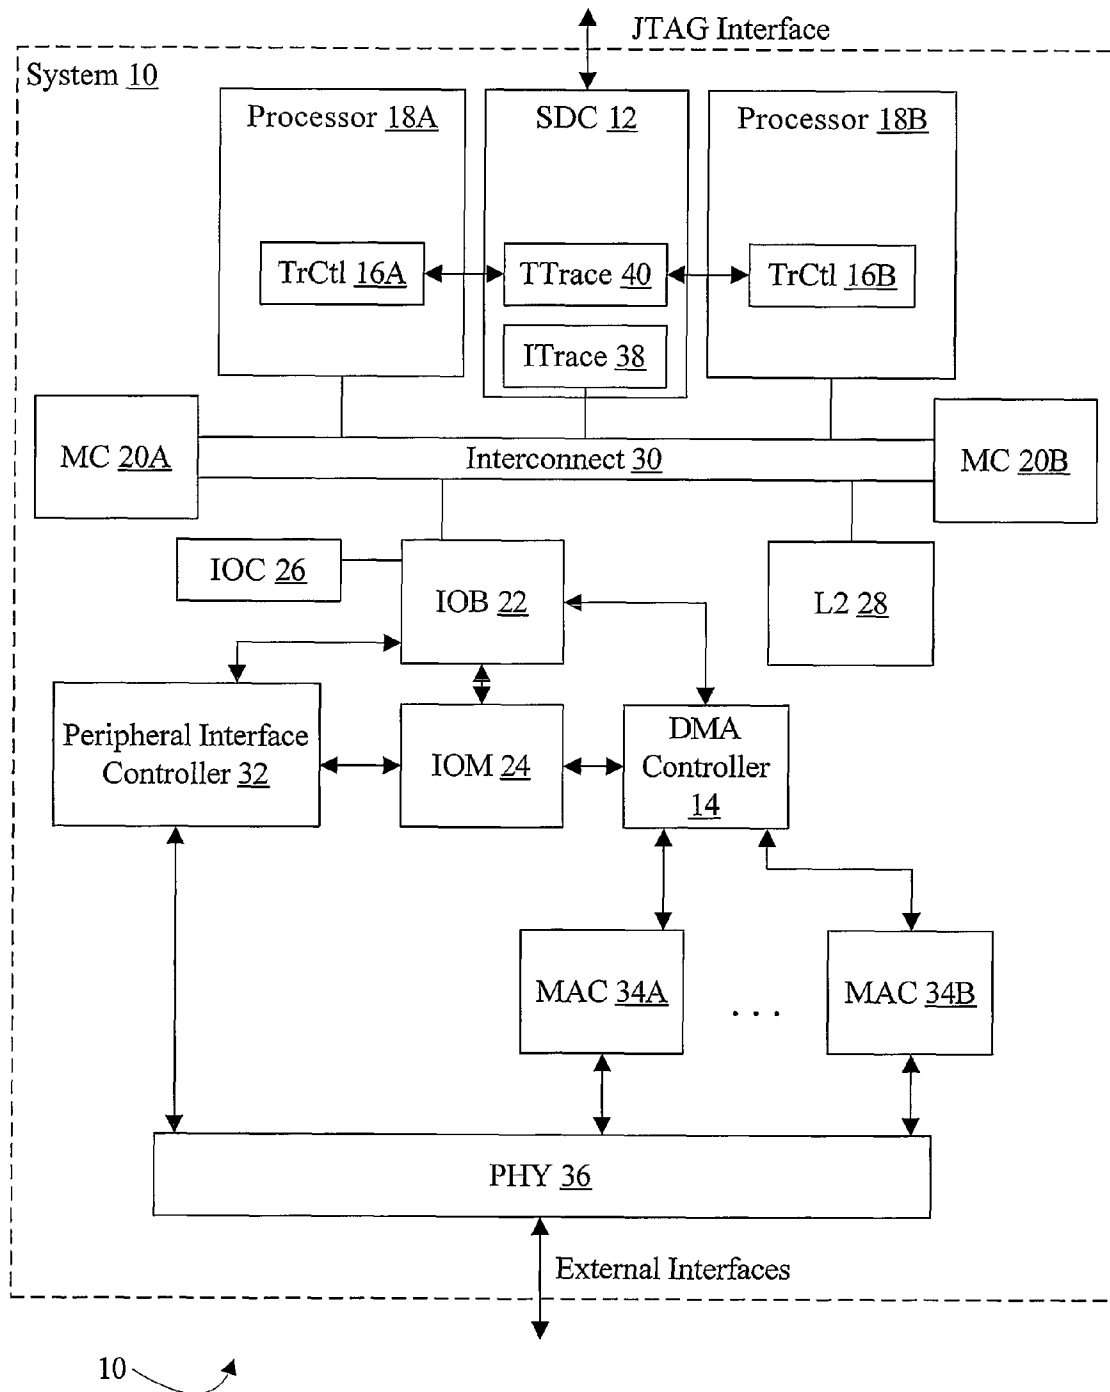 JTAG Interface
System 10
Processor 18A
SDC 12
Processor 18B
TrCtl 16A
TTrace 40
TrCtl 16B
ITrace 38
MC 20A
Interconnect 30
MC 20B
IOC 26
IOB 22
L2 28
Peripheral Interface
Controller 32
IOM 24
DMA
Controller
14
MAC 34A
. . .
MAC 34B
PHY 36
External Interfaces
10